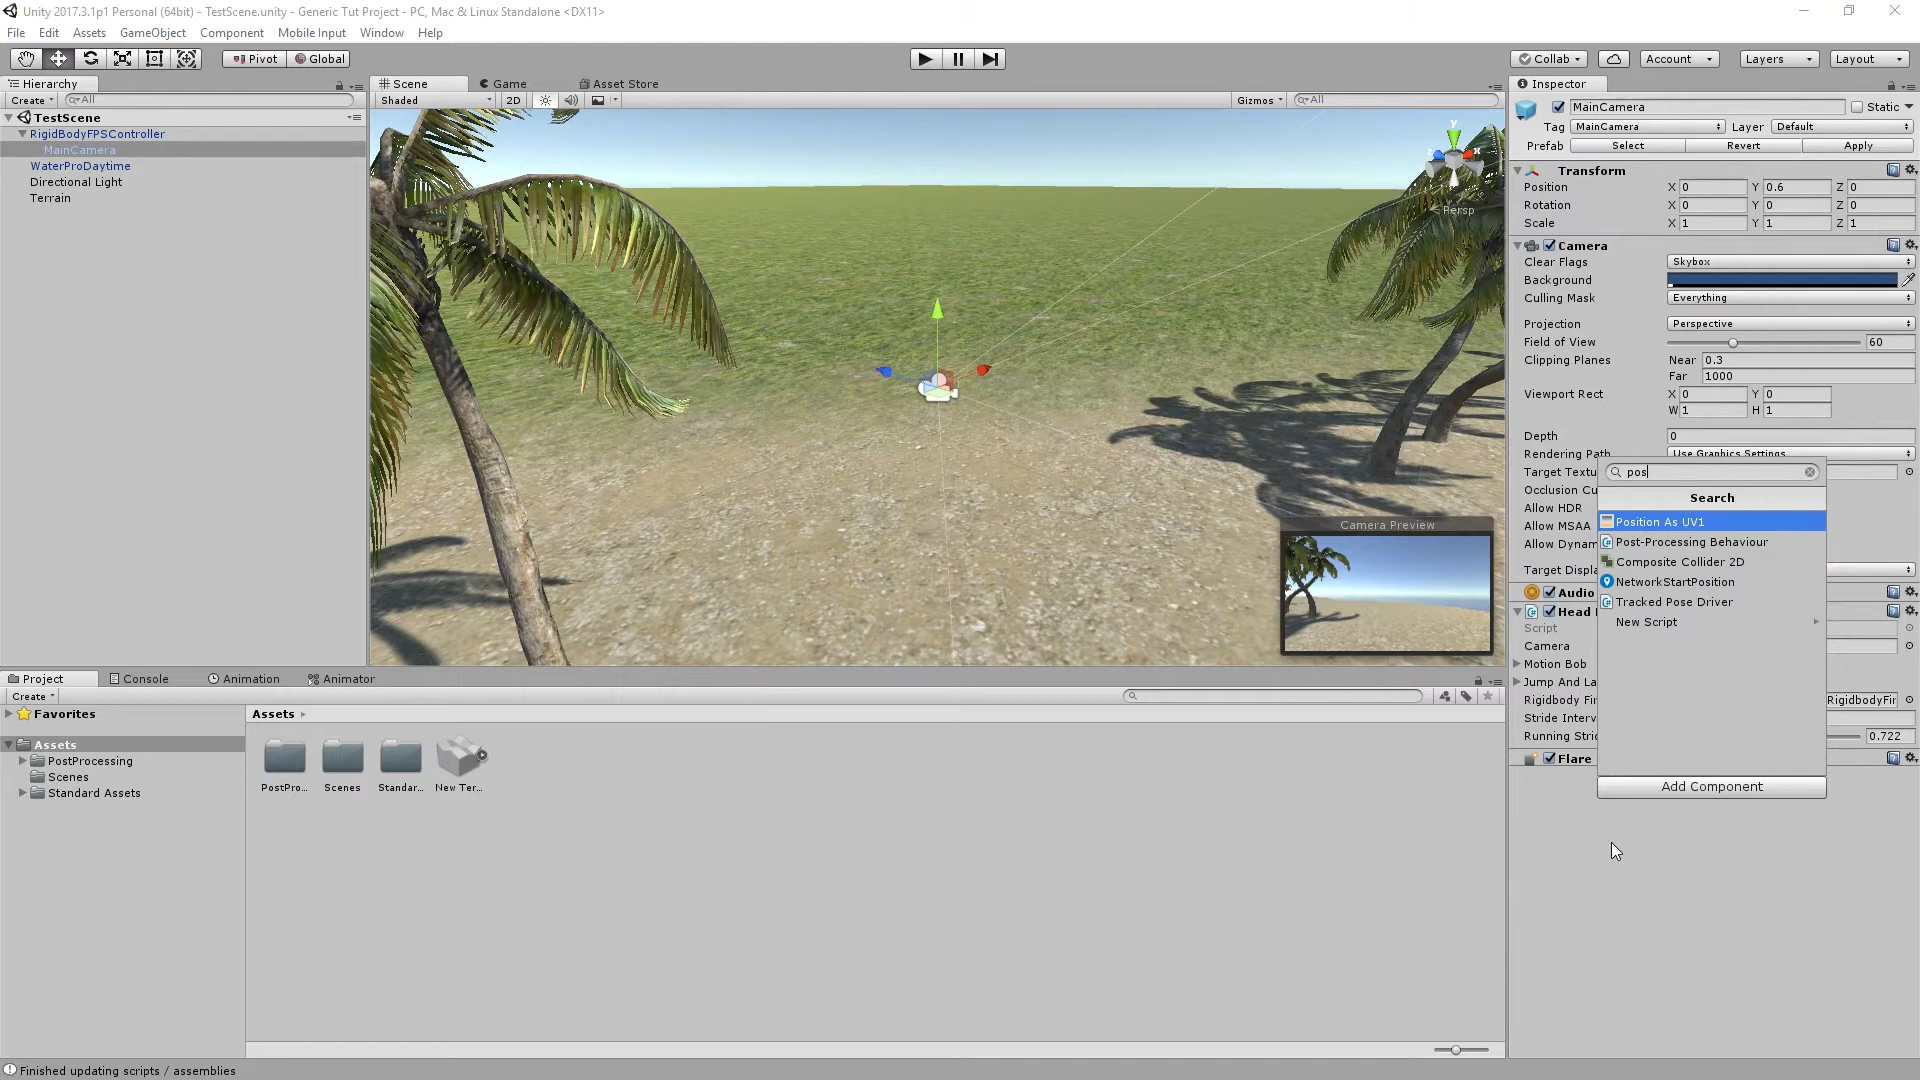 Unity 2017.3.1p1 Personal (64bit) - TestScene.unity - Generic Tut Project - PC, Mac & Linux Standalone <DX11>
File Edit Assets GameObject Component Mobile Input Window Help
Pivot Global
Collab Account Layers Layout
Hierarchy
Create All
TestScene
RigidBodyFPSController
MainCamera
WaterProDaytime
Directional Light
Terrain
Scene Game Asset Store
Shaded 2D Gizmos All
y
x
Persp
Camera Preview
Inspector
MainCamera Static
Tag MainCamera Layer Default
Prefab Select Revert Apply
Transform
Position X 0 Y 0.6 Z 0
Rotation X 0 Y 0 Z 0
Scale X 1 Y 1 Z 1
Camera
Clear Flags Skybox
Background
Culling Mask Everything
Projection Perspective
Field of View 60
Clipping Planes Near 0.3
Far 1000
Viewport Rect X 0 Y 0
W 1 H 1
Depth 0
Rendering Path Use Graphics Settings
Target Textu
Occlusion Cu
Allow HDR
Allow MSAA
Allow Dynam
Target Displa
Audio
Head
Script
Camera
Motion Bob
Jump And La
Rigidbody Fir RigidbodyFir
Stride Interv
Running Stri 0.722
Flare
pos
Search
Position As UV1
Post-Processing Behaviour
Composite Collider 2D
NetworkStartPosition
Tracked Pose Driver
New Script
Add Component
Project Console Animation Animator
Create
Favorites
Assets
PostProcessing
Scenes
Standard Assets
Assets
PostPro... Scenes Standar... New Ter...
Finished updating scripts / assemblies